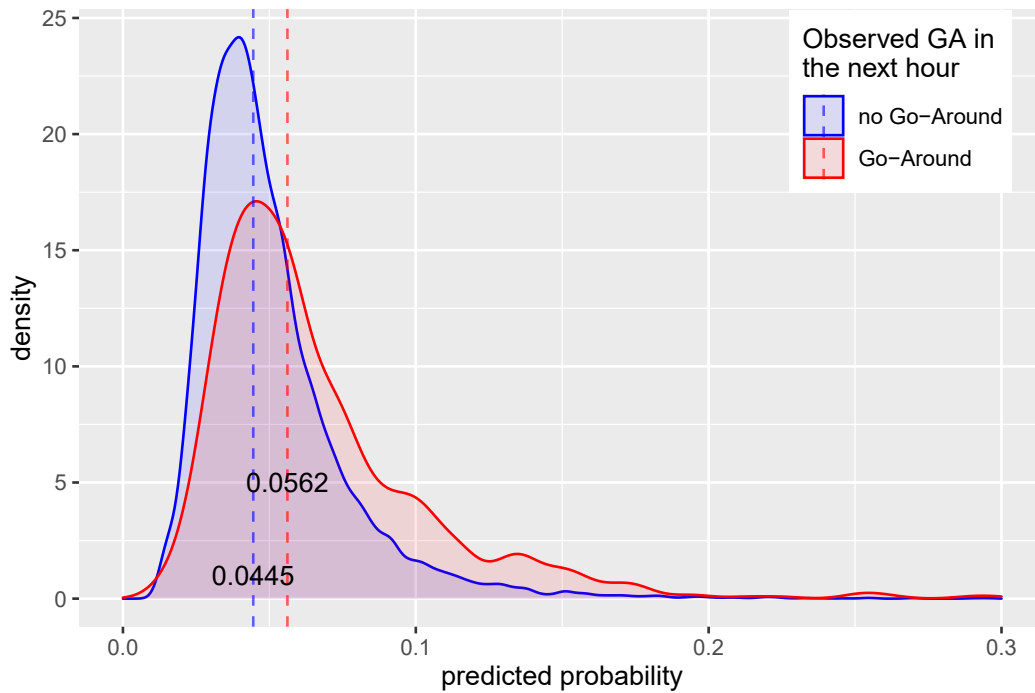 25
20
15
10
5
0
density
Observed GA in
the next hour
no Go−Around
Go−Around
0.0562
0.0445
0.0
0.1
0.2
0.3
predicted probability